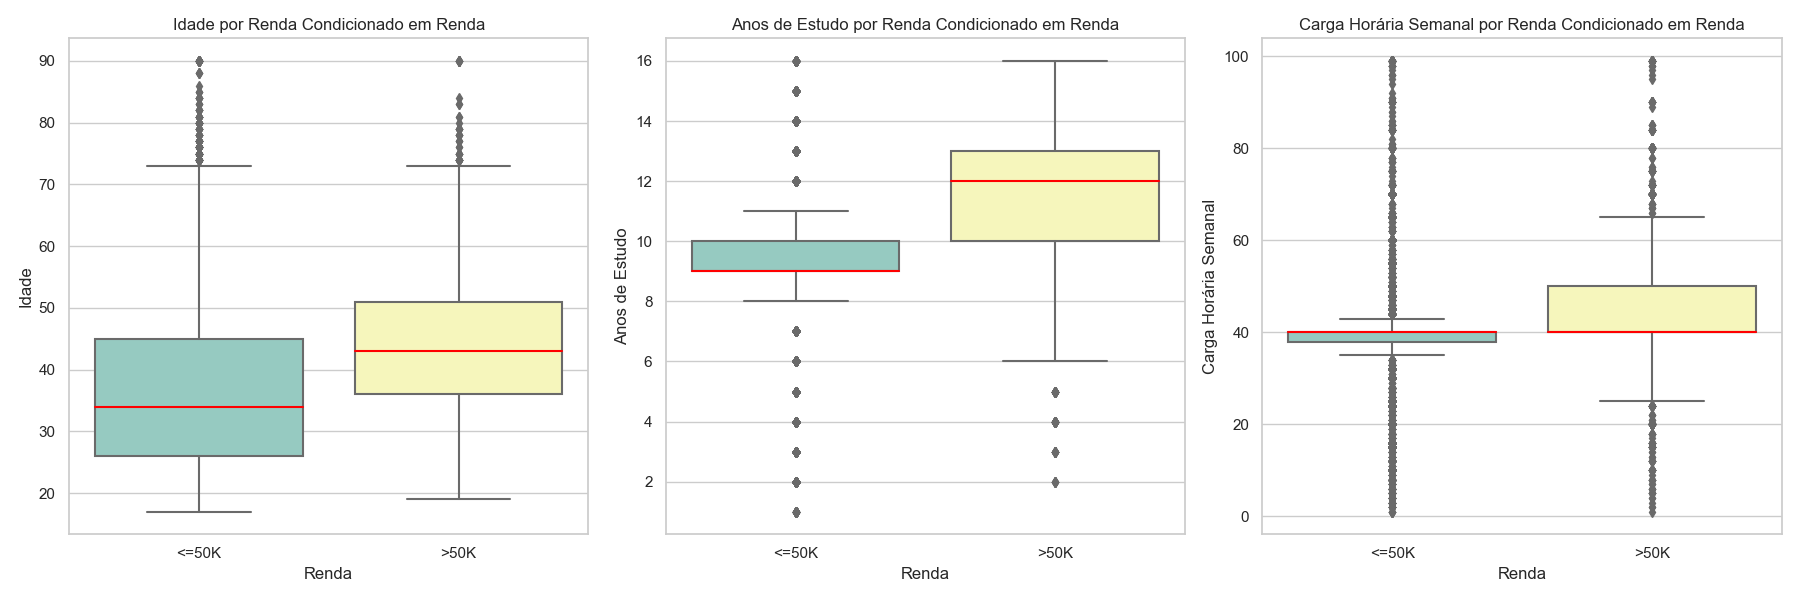 Idade por Renda Condicionado em Renda
Idade
90
80
70
60
50
40
30
20
<=50K >50K
Renda
Anos de Estudo por Renda Condicionado em Renda
Anos de Estudo
16
14
12
10
8
6
4
2
<=50K >50K
Renda
Carga Horária Semanal por Renda Condicionado em Renda
Carga Horária Semanal
100
80
60
40
20
0
<=50K >50K
Renda